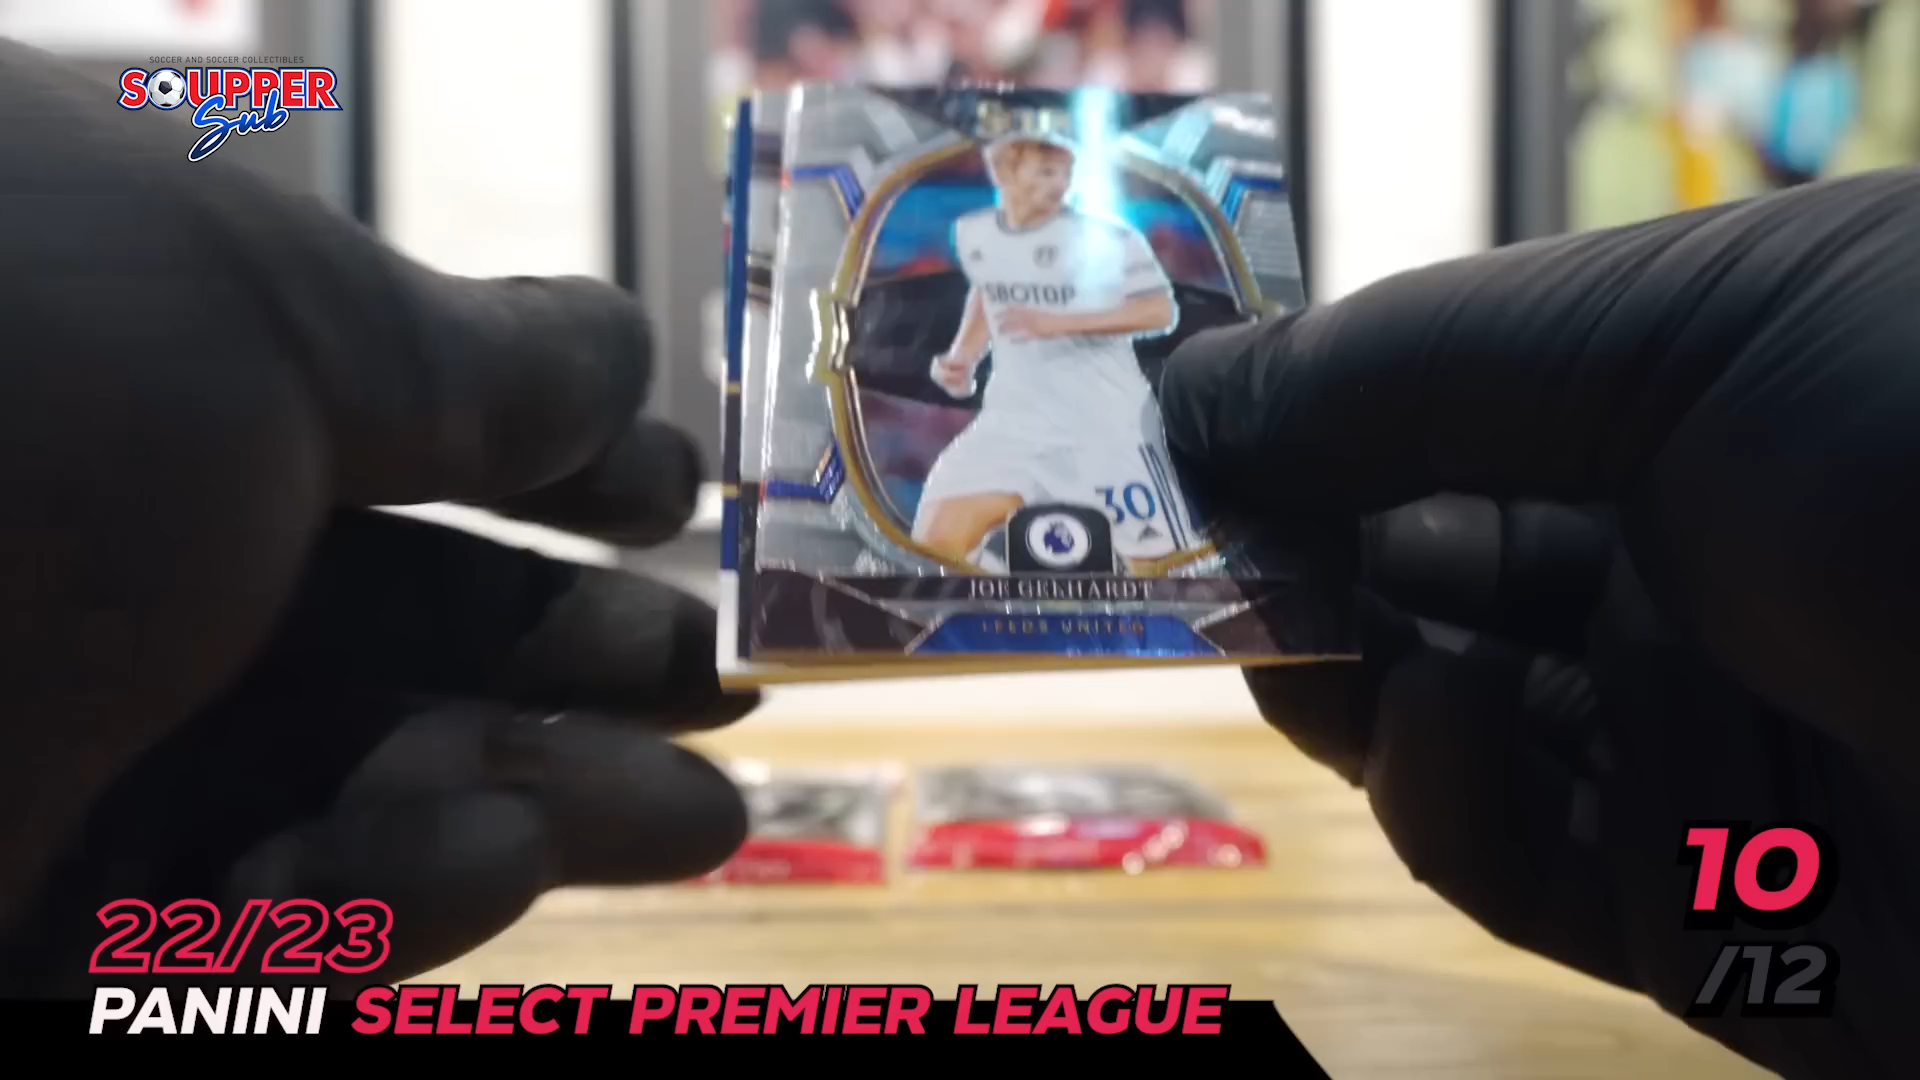 SOCCER AND SOCCER COLLECTIBLES
SOUPPER
Sub
SBOTOP
30
JOE GELHARDT
LEEDS UNITED
22/23
PANINI SELECT PREMIER LEAGUE
10
/12